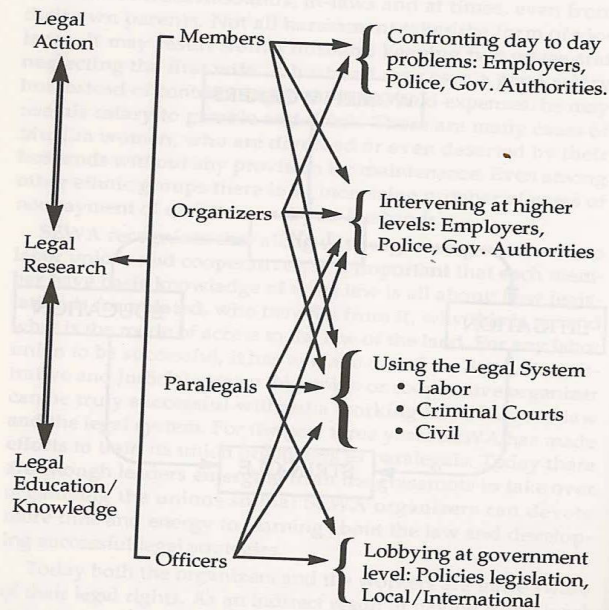 Legal
Action
Legal
Research
Legal
Education/
Knowledge
Members
Organizers
Paralegals
Officers
Confronting day to day
problems: Employers,
Police, Gov. Authorities.
Intervening at higher
levels: Employers,
Police, Gov. Authorities
Using the Legal System
• Labor
• Criminal Courts
• Civil
Lobbying at government
level: Policies legislation,
Local/International